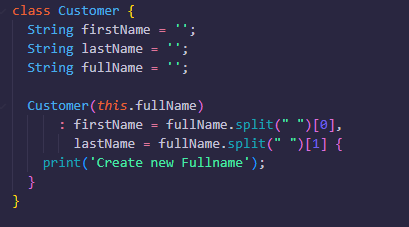 class Customer {
  String firstName = '';
  String lastName = '';
  String fullName = '';

  Customer(this.fullName)
      : firstName = fullName.split(" ")[0],
        lastName = fullName.split(" ")[1] {
    print('Create new Fullname');
  }
}